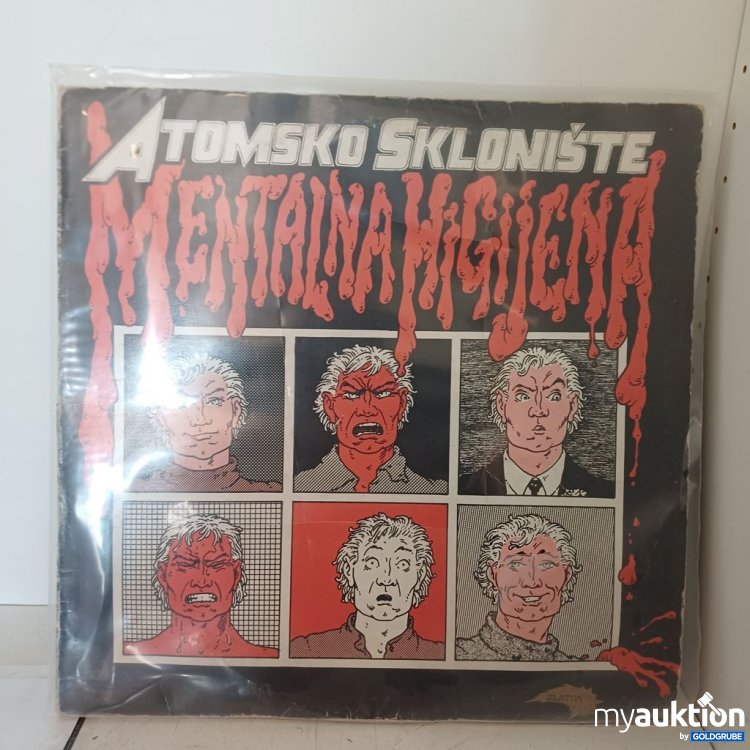 ATOMSKO SKLONIŠTE
MENTALNA HIGIJENA
ZLATNA
myauktion
by GOLDGRUBE